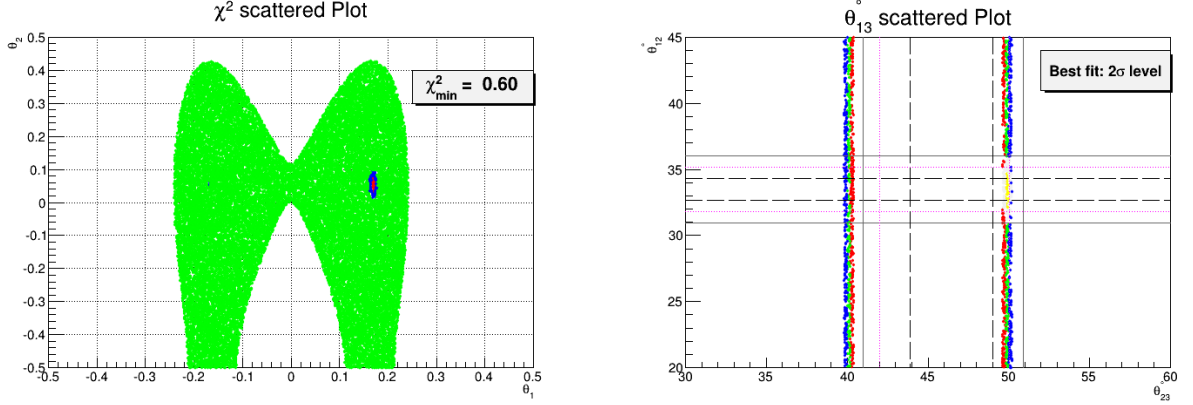 χ² scattered Plot
θ₂
0.5
0.4
0.3
0.2
0.1
0
-0.1
-0.2
-0.3
-0.4
-0.5
χ²min = 0.60
-0.5 -0.4 -0.3 -0.2 -0.1 0 0.1 0.2 0.3 0.4 0.5
θ₁
θ°₁₃ scattered Plot
θ°₁₂
45
40
35
30
25
20
Best fit: 2σ level
30 35 40 45 50 55 60
θ°₂₃